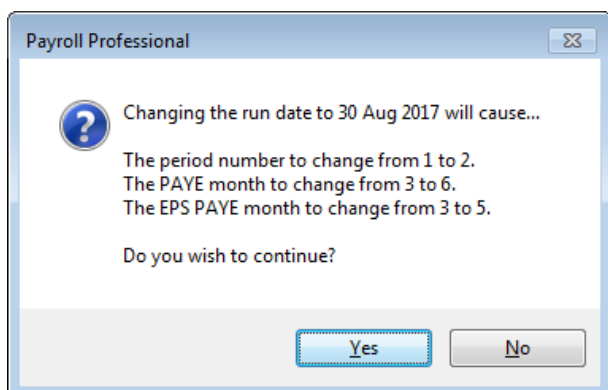 Payroll Professional
Changing the run date to 30 Aug 2017 will cause...
The period number to change from 1 to 2.
The PAYE month to change from 3 to 6.
The EPS PAYE month to change from 3 to 5.
Do you wish to continue?
Yes
No